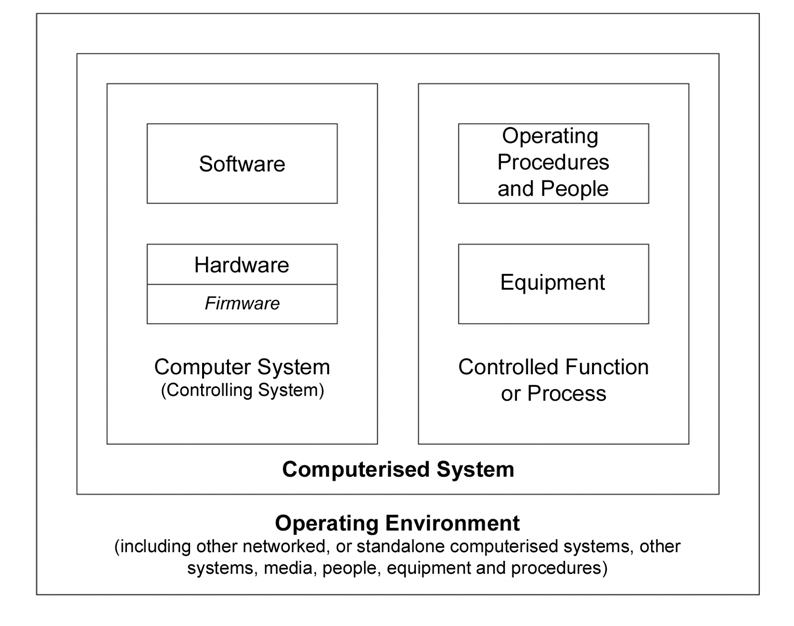 Software
Hardware
Firmware
Computer System
(Controlling System)
Operating
Procedures
and People
Equipment
Controlled Function
or Process
Computerised System
Operating Environment
(including other networked, or standalone computerised systems, other
systems, media, people, equipment and procedures)